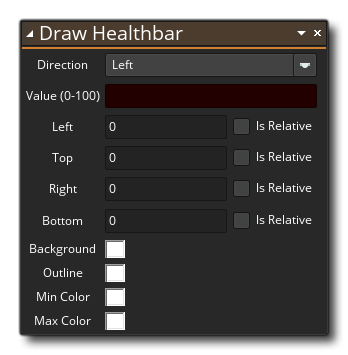 Draw Healthbar
Direction Left
Value (0-100)
Left 0 Is Relative
Top 0 Is Relative
Right 0 Is Relative
Bottom 0 Is Relative
Background
Outline
Min Color
Max Color